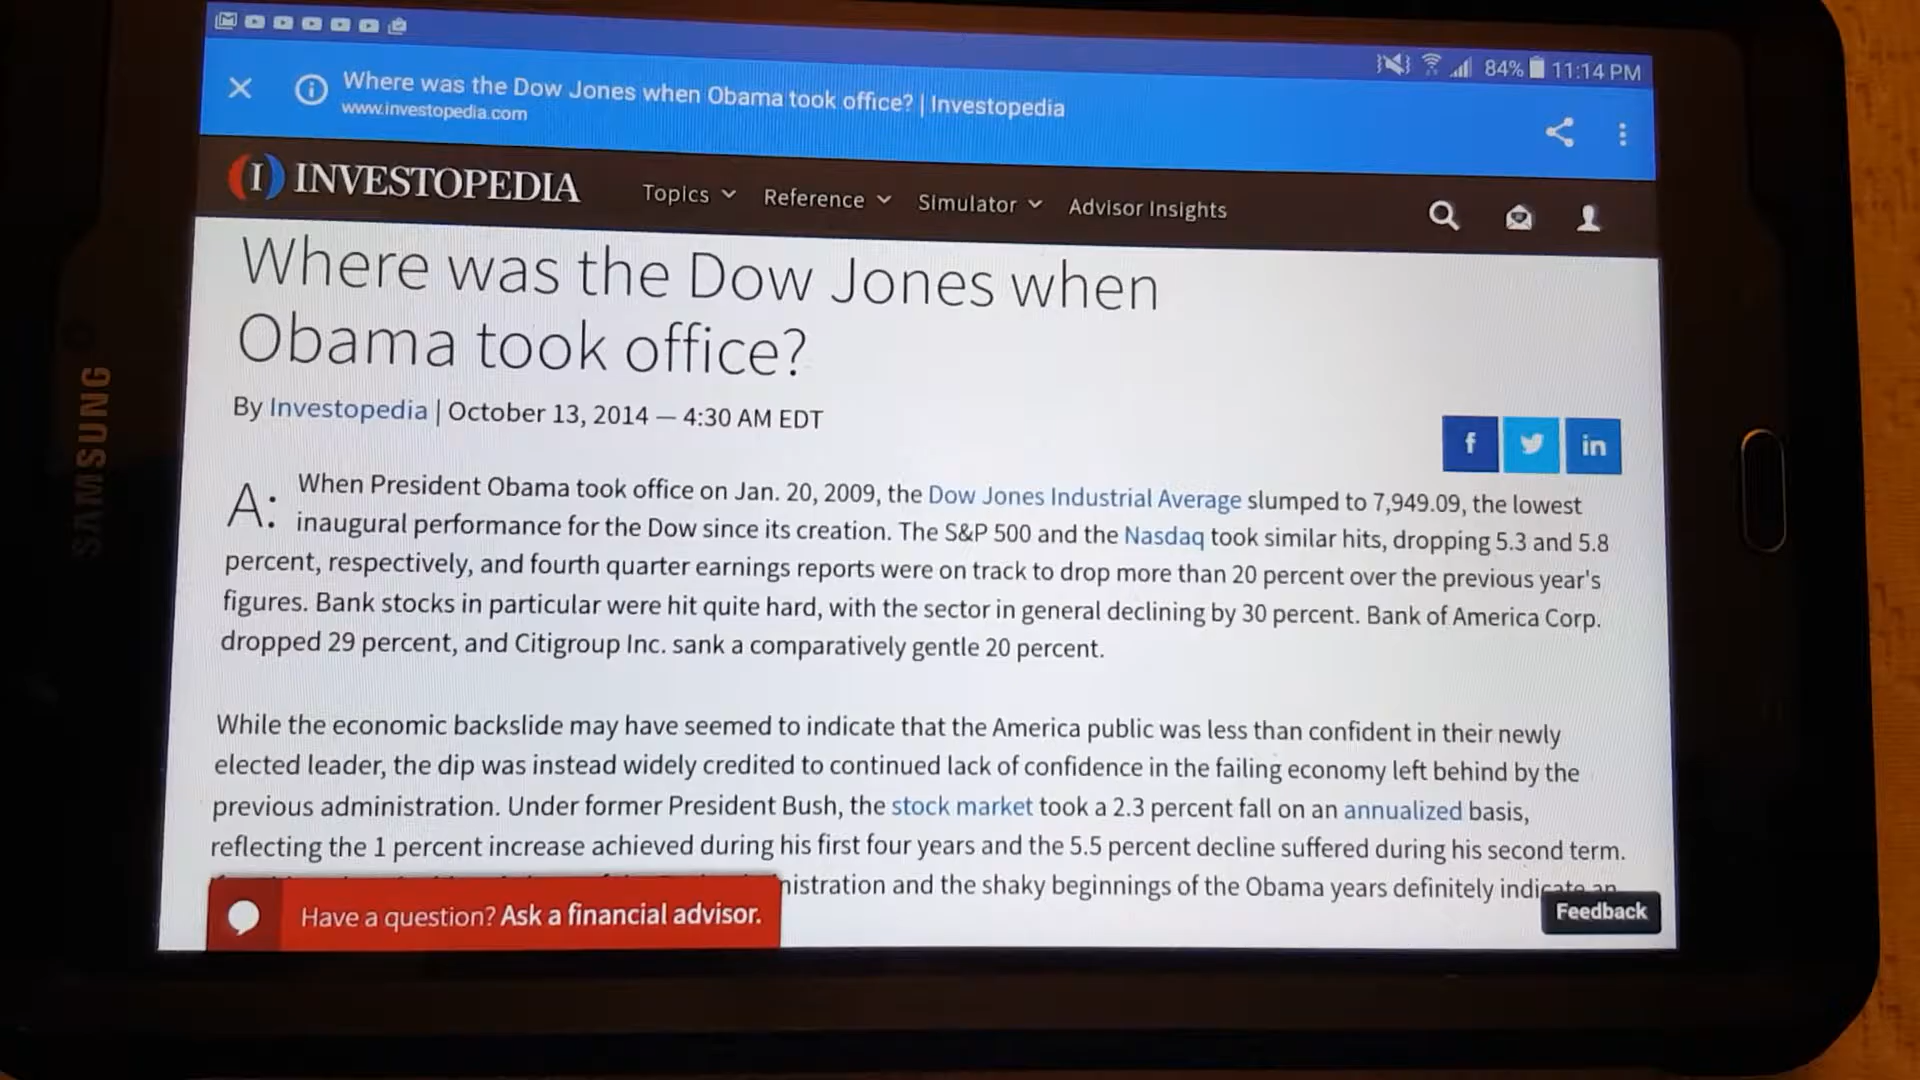 84% 11:14 PM
Where was the Dow Jones when Obama took office? | Investopedia
www.investopedia.com
(I) INVESTOPEDIA Topics Reference Simulator Advisor Insights
Where was the Dow Jones when
Obama took office?
By Investopedia | October 13, 2014 — 4:30 AM EDT
f in
A: When President Obama took office on Jan. 20, 2009, the Dow Jones Industrial Average slumped to 7,949.09, the lowest
inaugural performance for the Dow since its creation. The S&P 500 and the Nasdaq took similar hits, dropping 5.3 and 5.8
percent, respectively, and fourth quarter earnings reports were on track to drop more than 20 percent over the previous year's
figures. Bank stocks in particular were hit quite hard, with the sector in general declining by 30 percent. Bank of America Corp.
dropped 29 percent, and Citigroup Inc. sank a comparatively gentle 20 percent.
While the economic backslide may have seemed to indicate that the America public was less than confident in their newly
elected leader, the dip was instead widely credited to continued lack of confidence in the failing economy left behind by the
previous administration. Under former President Bush, the stock market took a 2.3 percent fall on an annualized basis,
reflecting the 1 percent increase achieved during his first four years and the 5.5 percent decline suffered during his second term.
and the shaky beginnings of the Obama years definitely
Have a question? Ask a financial advisor.
Feedback
SAMSUNG